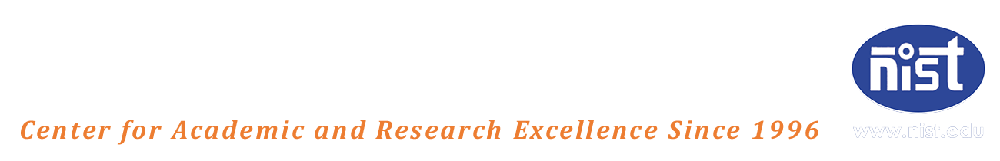 nist
Center for Academic and Research Excellence Since 1996
www.nist.edu